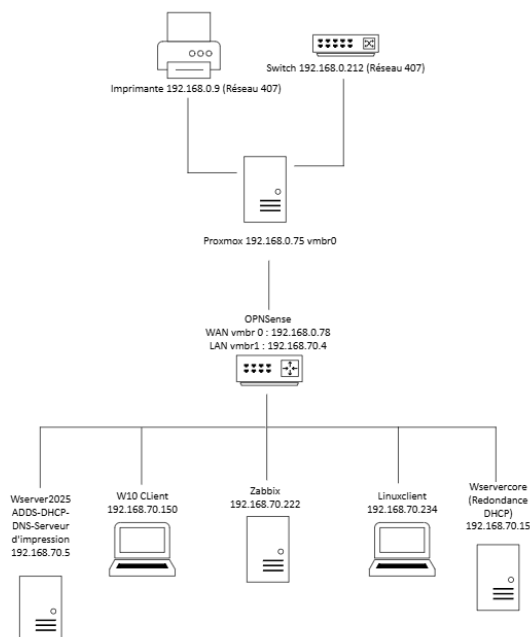 Imprimante 192.168.0.9 (Réseau 407)
Switch 192.168.0.212 (Réseau 407)
Proxmox 192.168.0.75 vmbr0
OPNSense
WAN vmbr 0 : 192.168.0.78
LAN vmbr1 : 192.168.70.4
Wserver2025
ADDS-DHCP-
DNS-Serveur
d'impression
192.168.70.5
W10 CLient
192.168.70.150
Zabbix
192.168.70.222
Linuxclient
192.168.70.234
Wservercore
(Redondance
DHCP)
192.168.70.15